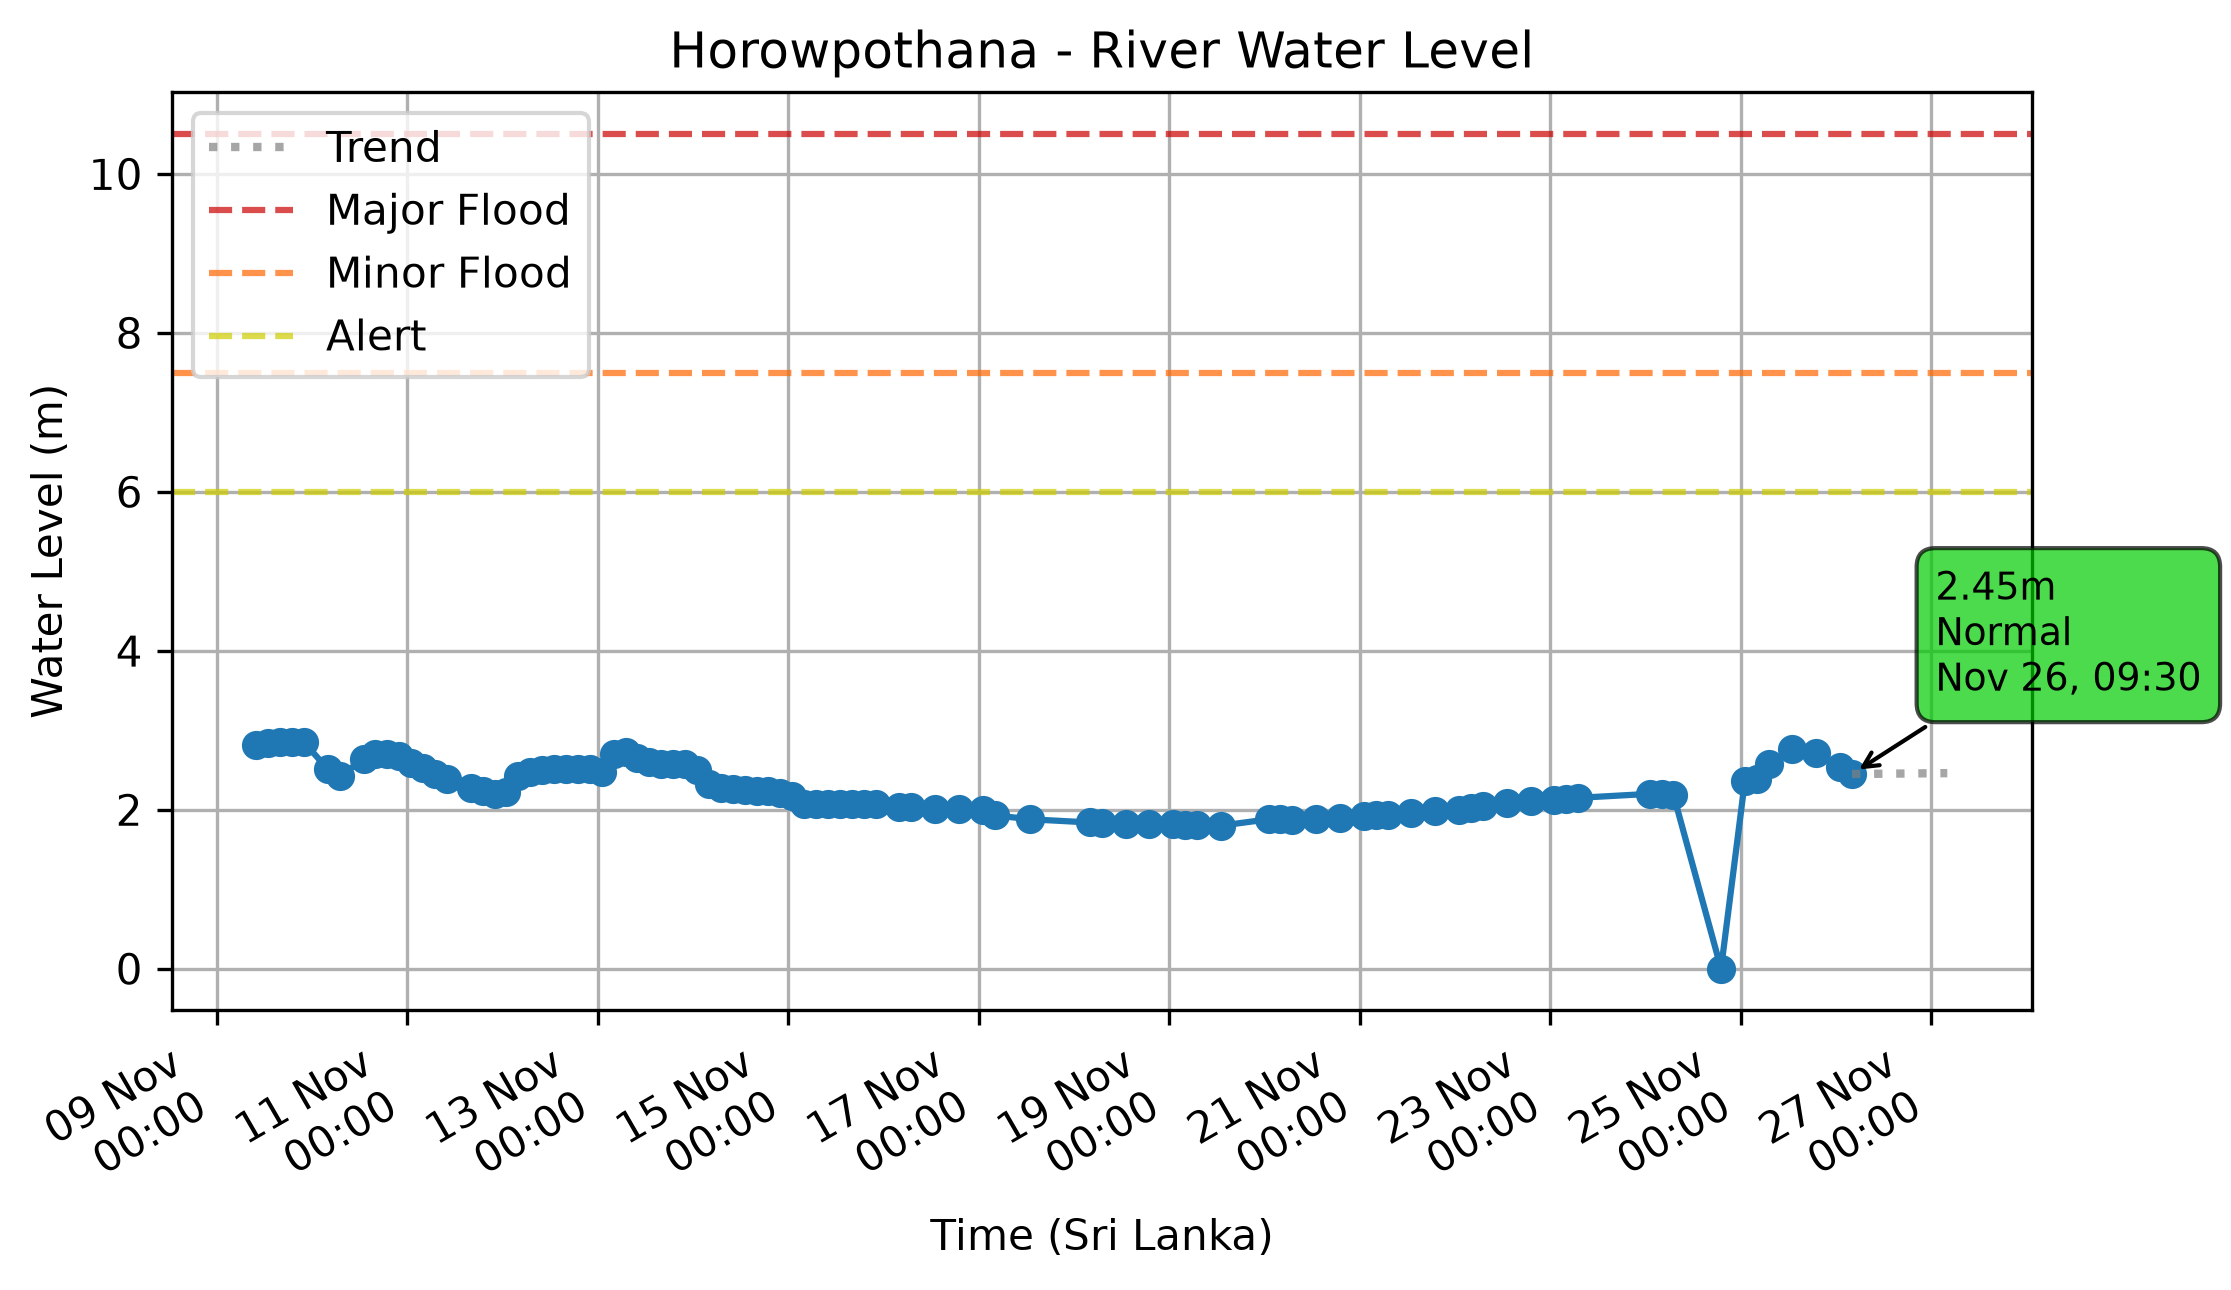 Horowpothana - River Water Level
Trend
Major Flood
Minor Flood
Alert
Water Level (m)
10
8
6
4
2
0
2.45m
Normal
Nov 26, 09:30
09 Nov
00:00
11 Nov
00:00
13 Nov
00:00
15 Nov
00:00
17 Nov
00:00
19 Nov
00:00
21 Nov
00:00
23 Nov
00:00
25 Nov
00:00
27 Nov
00:00
Time (Sri Lanka)